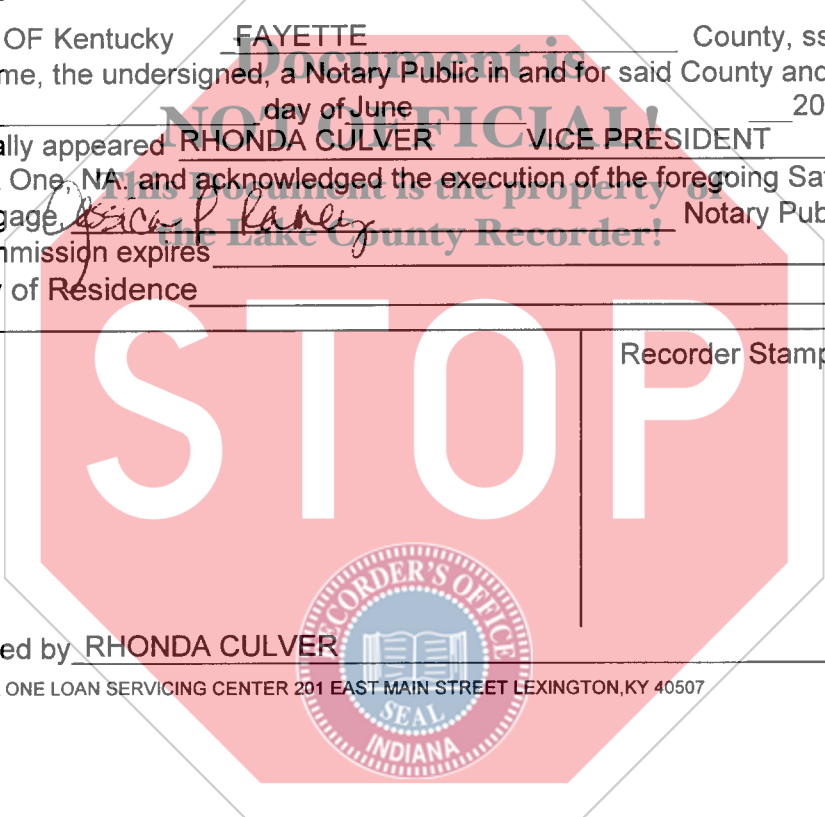 OF Kentucky FAYETTE County, ss
me, the undersigned, a Notary Public in and for said County and
day of June 20
ally appeared RHONDA CULVER VICE PRESIDENT
One, NA. and acknowledged the execution of the foregoing Sat
gage, Jessica P Raney Notary Pub
mmission expires
of Residence
Document is
NOT OFFICIAL!
This Document is the property of
the Lake County Recorder!
STOP
Recorder Stamp
RECORDER'S OFFICE
SEAL
INDIANA
ed by RHONDA CULVER
ONE LOAN SERVICING CENTER 201 EAST MAIN STREET LEXINGTON,KY 40507